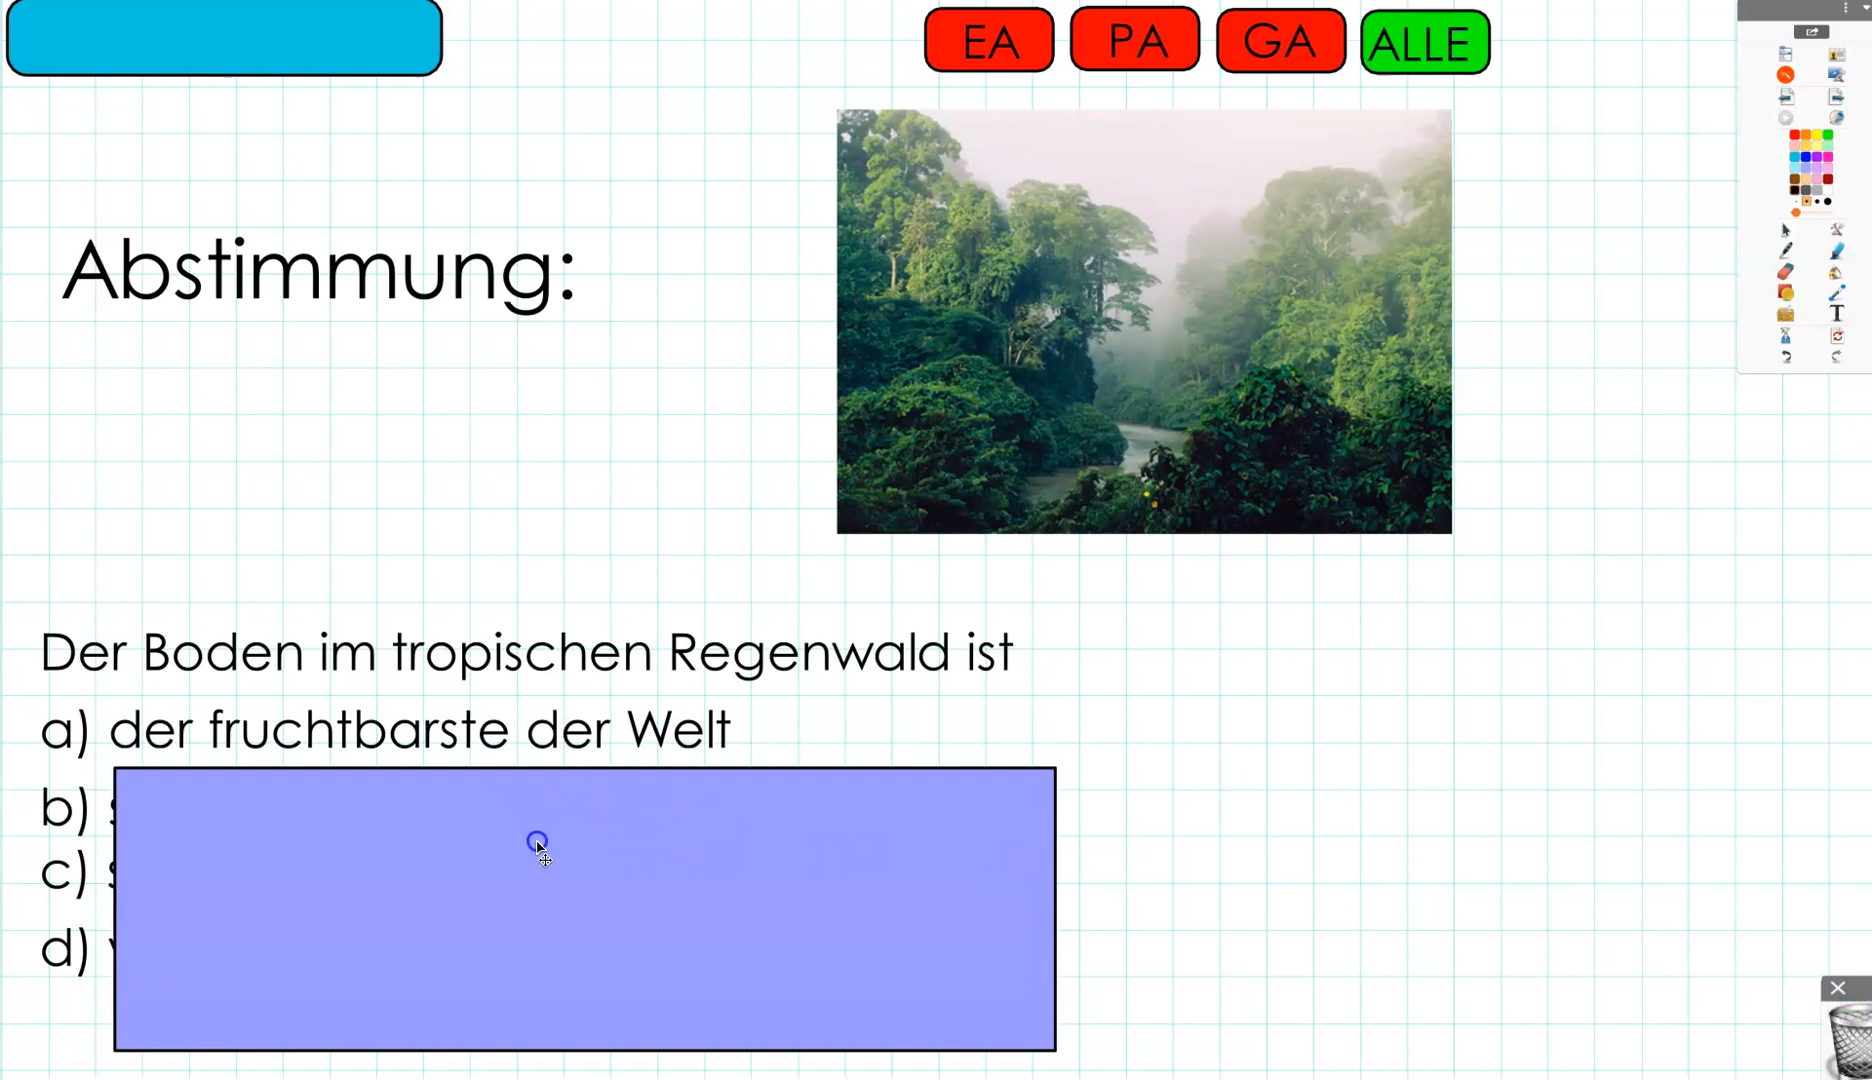 EA PA GA ALLE
Abstimmung:
Der Boden im tropischen Regenwald ist
a) der fruchtbarste der Welt
b)
c)
d)
T